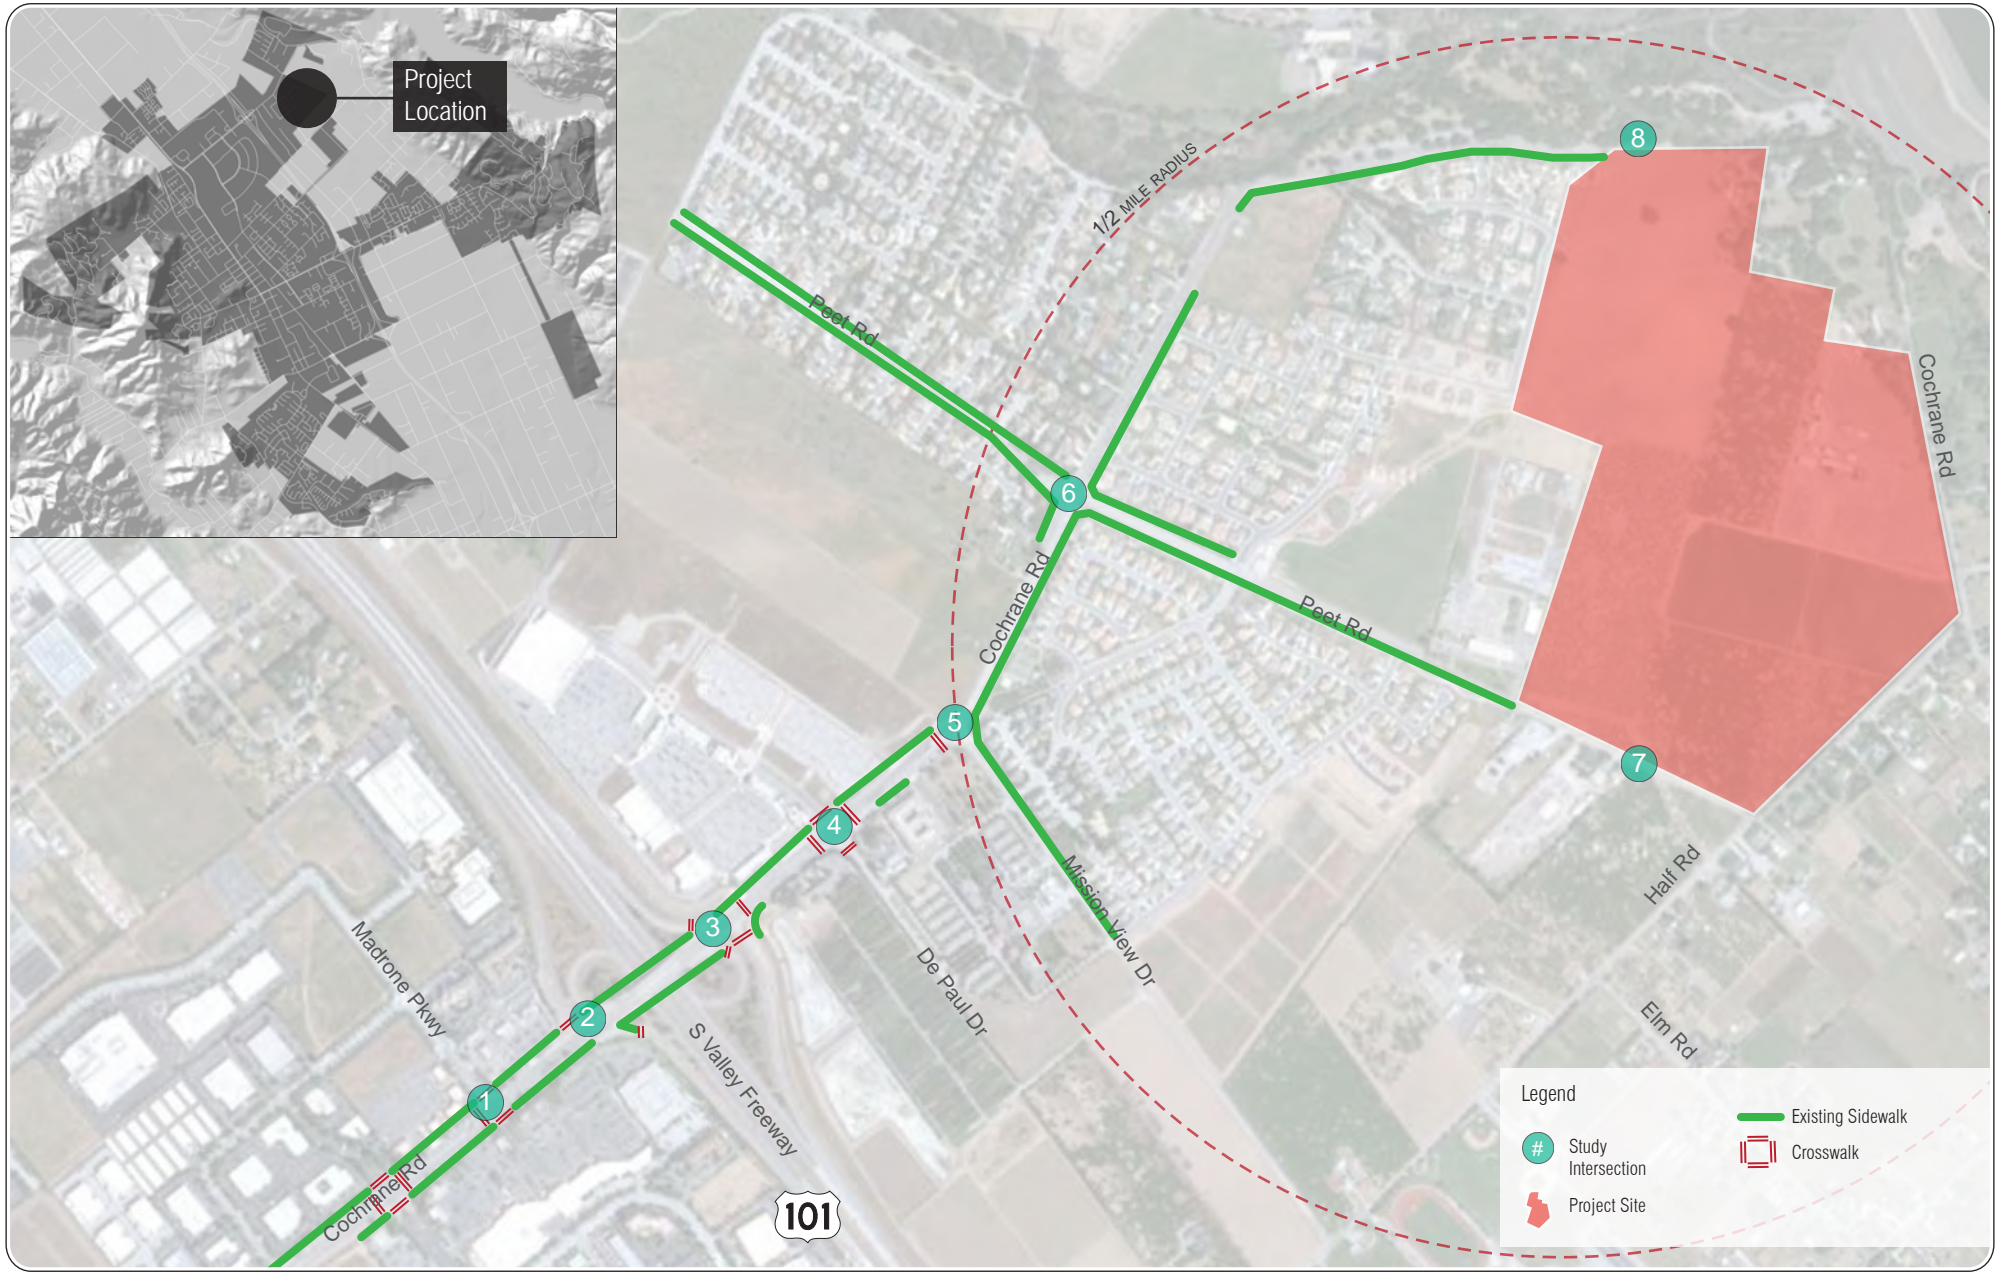 Project
Location
1/2 MILE RADIUS
8
Peet Rd
Cochrane Rd
6
Cochrane Rd
Peet Rd
5
7
4
Half Rd
Mission View Dr
3
Madrone Pkwy
De Paul Dr
2
S Valley Freeway
Elm Rd
1
Cochrane Rd
101
Legend
#
Study
Intersection
Project Site
Existing Sidewalk
Crosswalk